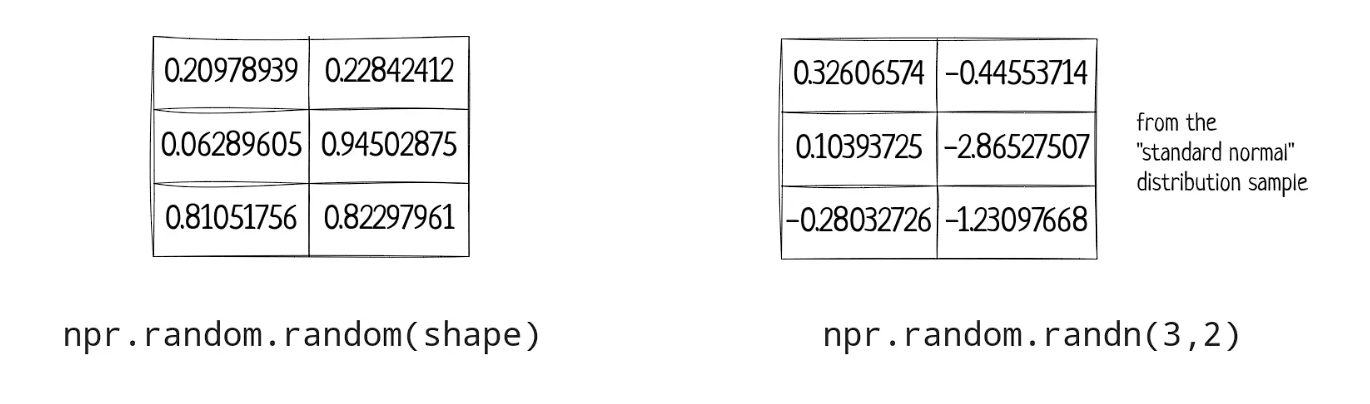 0.20978939 0.22842412
0.06289605 0.94502875
0.81051756 0.82297961
npr.random.random(shape)
0.32606574 -0.44553714
0.10393725 -2.86527507
-0.28032726 -1.23097668
from the
"standard normal"
distribution sample
npr.random.randn(3,2)